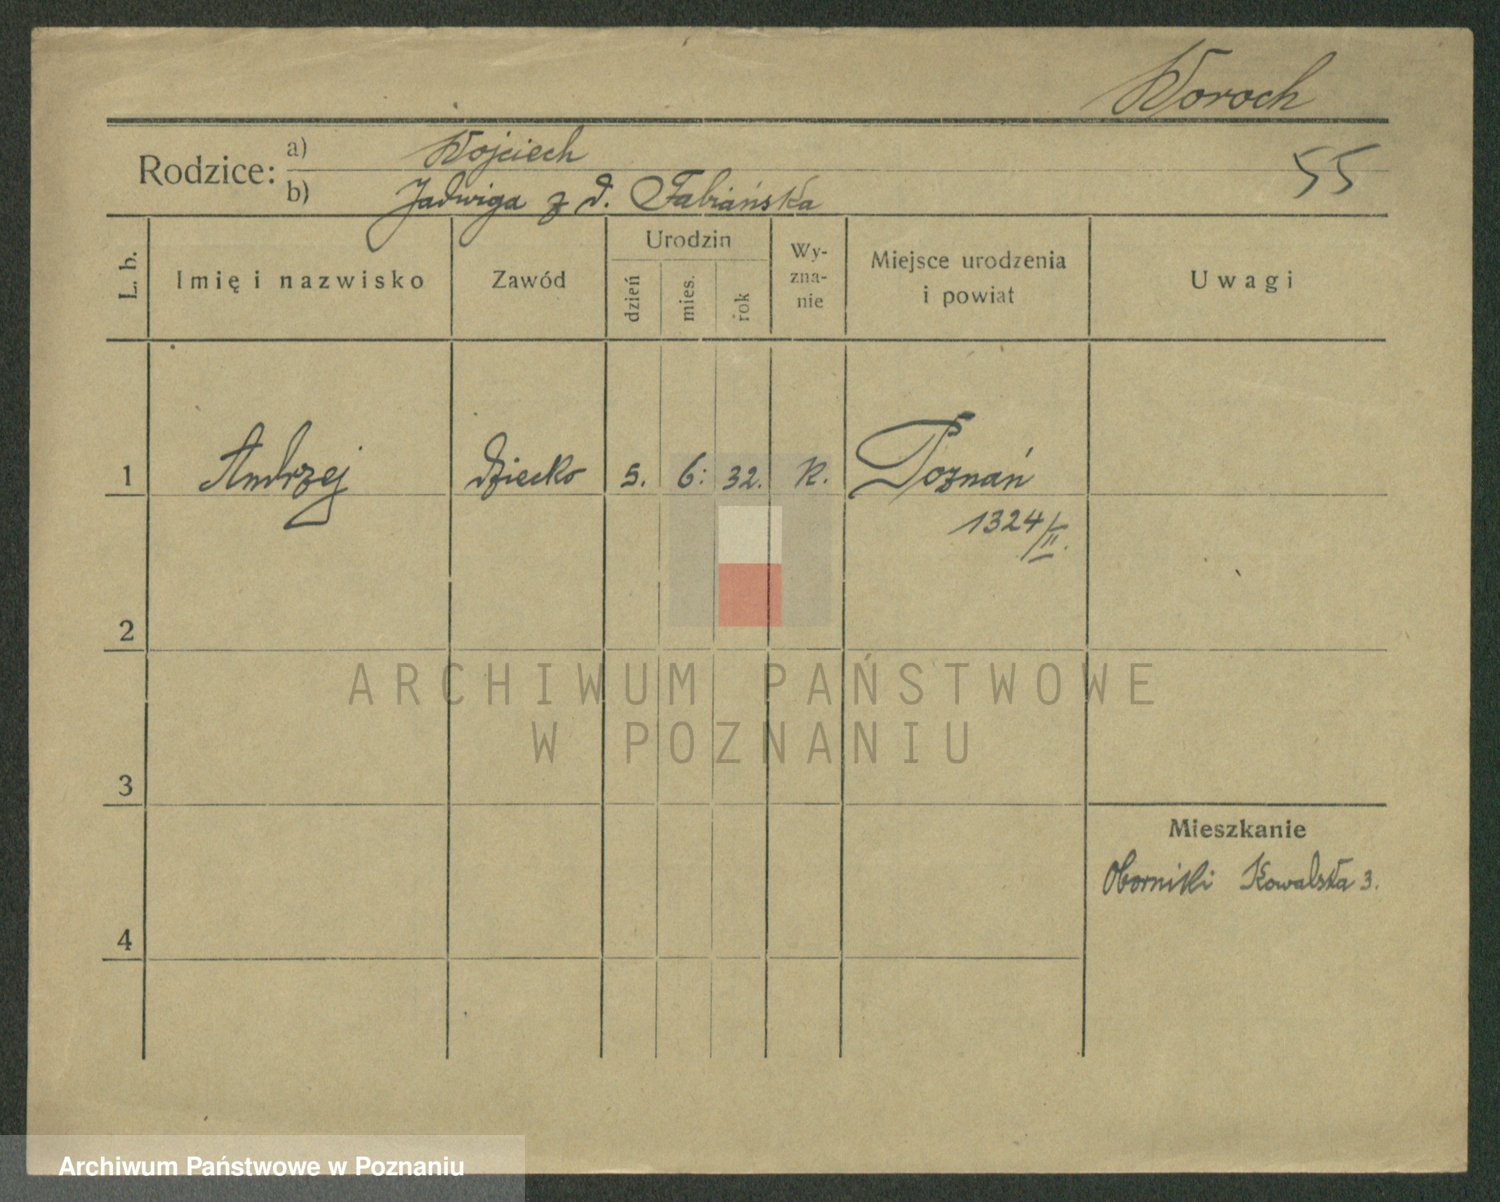 Woroch
Rodzice:
a) Wojciech
b) Jadwiga z d. Fabiańska
55
L. b.
Imię i nazwisko
Zawód
Urodzin
dzień
mies.
rok
Wy-
zna-
nie
Miejsce urodzenia
i powiat
Uwagi
1 Andrzej dziecko 5. 6. 32. K. Poznań
1324/II.
2
ARCHIWUM PAŃSTWOWE
W POZNANIU
3
Mieszkanie
Oborniki Kowalska 3.
4
Archiwum Państwowe w Poznaniu